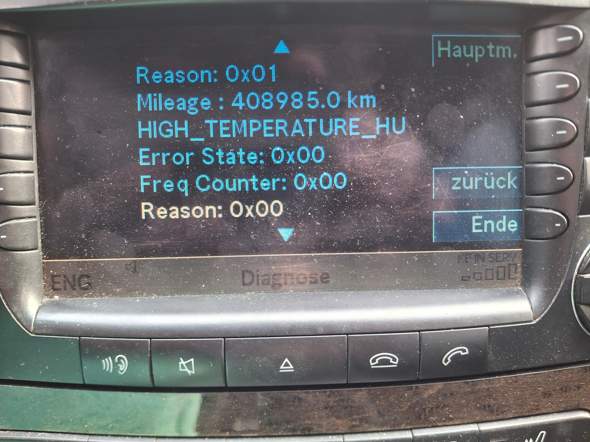 Hauptm.
Reason: 0x01
Mileage : 408985.0 km
HIGH_TEMPERATURE_HU
Error State: 0x00
Freq Counter: 0x00
zurück
Reason: 0x00
Ende
ENG
Diagnose